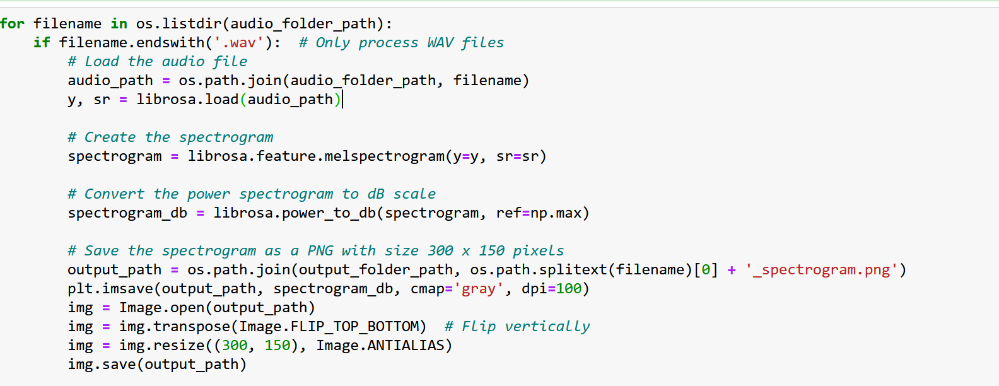 for filename in os.listdir(audio_folder_path):
    if filename.endswith('.wav'):  # Only process WAV files
        # Load the audio file
        audio_path = os.path.join(audio_folder_path, filename)
        y, sr = librosa.load(audio_path)

        # Create the spectrogram
        spectrogram = librosa.feature.melspectrogram(y=y, sr=sr)

        # Convert the power spectrogram to dB scale
        spectrogram_db = librosa.power_to_db(spectrogram, ref=np.max)

        # Save the spectrogram as a PNG with size 300 x 150 pixels
        output_path = os.path.join(output_folder_path, os.path.splitext(filename)[0] + '_spectrogram.png')
        plt.imsave(output_path, spectrogram_db, cmap='gray', dpi=100)
        img = Image.open(output_path)
        img = img.transpose(Image.FLIP_TOP_BOTTOM)  # Flip vertically
        img = img.resize((300, 150), Image.ANTIALIAS)
        img.save(output_path)